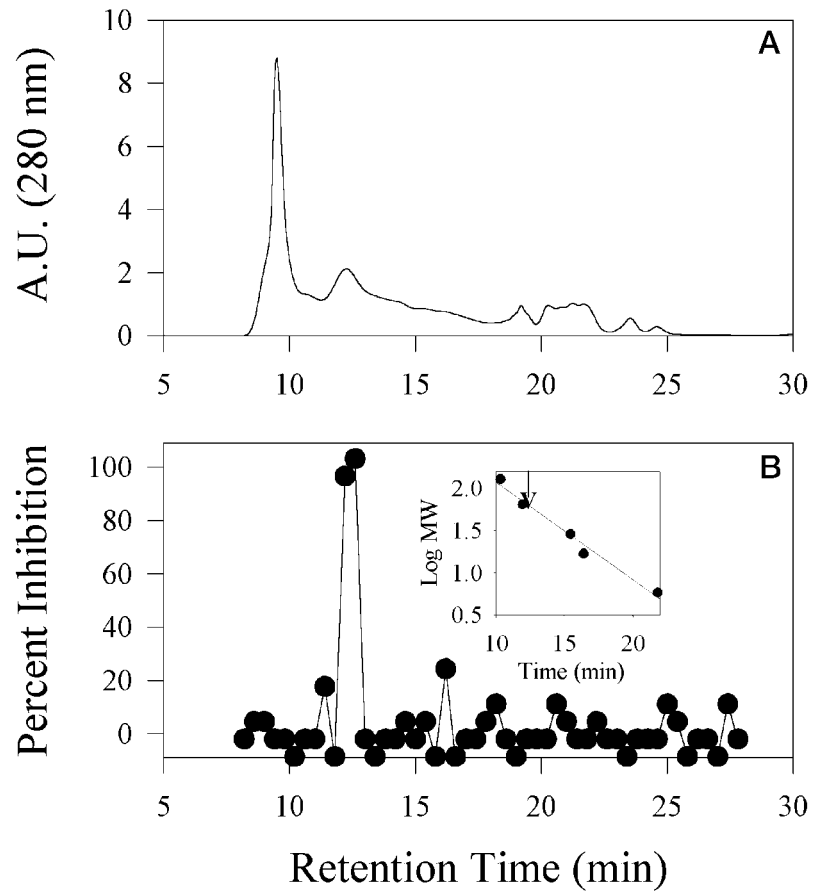 A
A.U. (280 nm)
10
8
6
4
2
0
5 10 15 20 25 30
B
Percent Inhibition
100
80
60
40
20
0
Log MW
2.0
1.5
1.0
0.5
10 15 20
Time (min)
5 10 15 20 25 30
Retention Time (min)